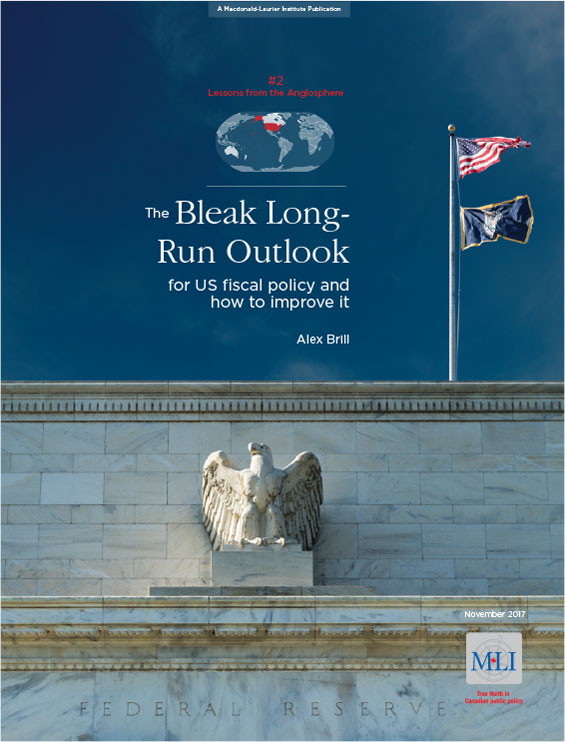 A Macdonald-Laurier Institute Publication
#2
Lessons from the Anglosphere
The Bleak Long-
Run Outlook
for US fiscal policy and
how to improve it
Alex Brill
November 2017
MLI
True North in
Canadian public policy
FEDERAL RESERVE